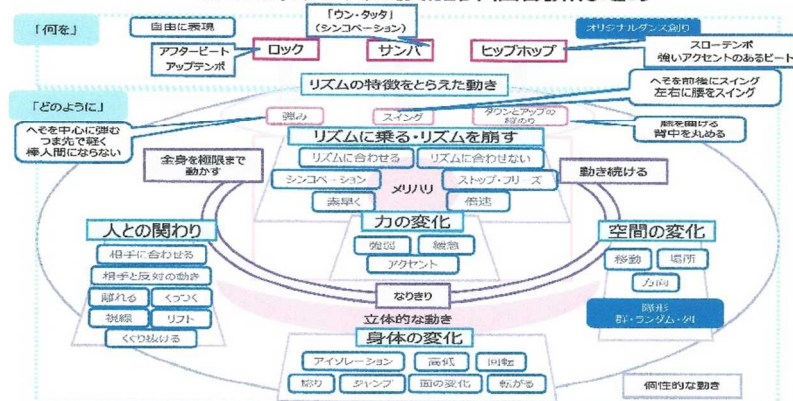 「何を」
自由に表現
「ウン・タッタ」
(シンコペーション)
オリジナルダンス創り
アフタービート
アップテンポ
ロック
サンバ
ヒップホップ
スローテンポ
強いアクセントのあるビート
リズムの特徴をとらえた動き
へそを前後にスイング
左右に腰をスイング
「どのように」
へそを中心に弾む
つま先で軽く
棒人間にならない
弾み
スイング
ダウンとアップの
膝を曲げる
背中を丸める
リズムに乗る・リズムを崩す
リズムに合わせる
リズムに合わせない
全身を極限まで
動かす
シンコペーション
メリハリ
ストップ・フリーズ
動き続ける
素早く
倍速
人との関わり
力の変化
空間の変化
相手に合わせる
強弱
緩急
移動
場所
相手と反対の動き
アクセント
方向
離れる
くっつく
なりきり
隊形
群・ランダム・列
視線
リフト
立体的な動き
くぐり抜ける
身体の変化
アイソレーション
高低
回転
捻り
ジャンプ
面の変化
転がる
個性的な動き